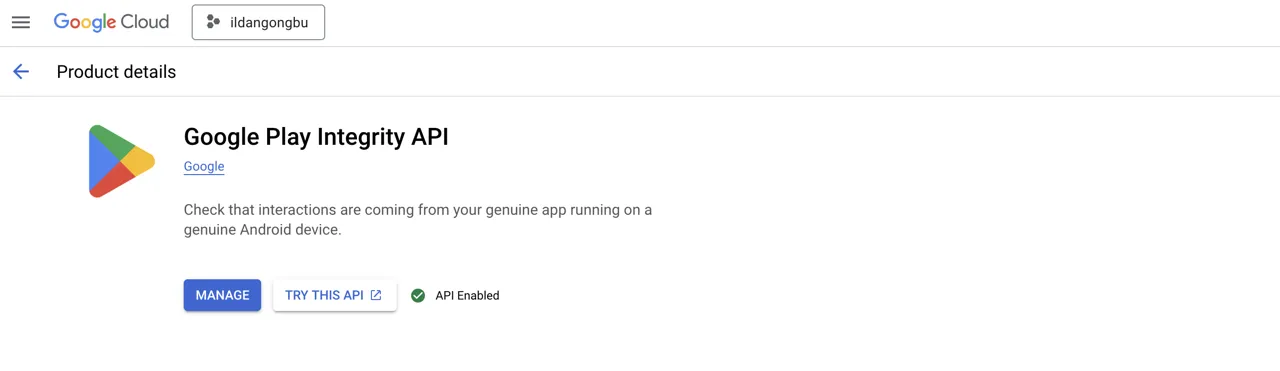 Google Cloud
ildangongbu
Product details
Google Play Integrity API
Google
Check that interactions are coming from your genuine app running on a
genuine Android device.
MANAGE
TRY THIS API
API Enabled